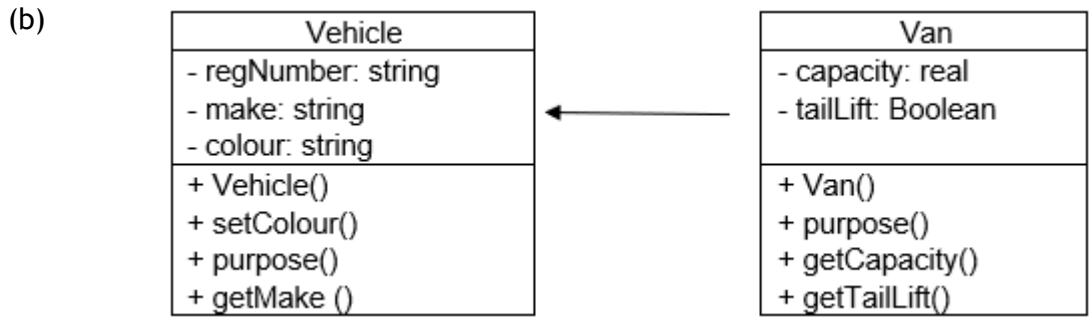 (b)
Vehicle
- regNumber: string
- make: string
- colour: string
+ Vehicle()
+ setColour()
+ purpose()
+ getMake ()
Van
- capacity: real
- tailLift: Boolean
+ Van()
+ purpose()
+ getCapacity()
+ getTailLift()